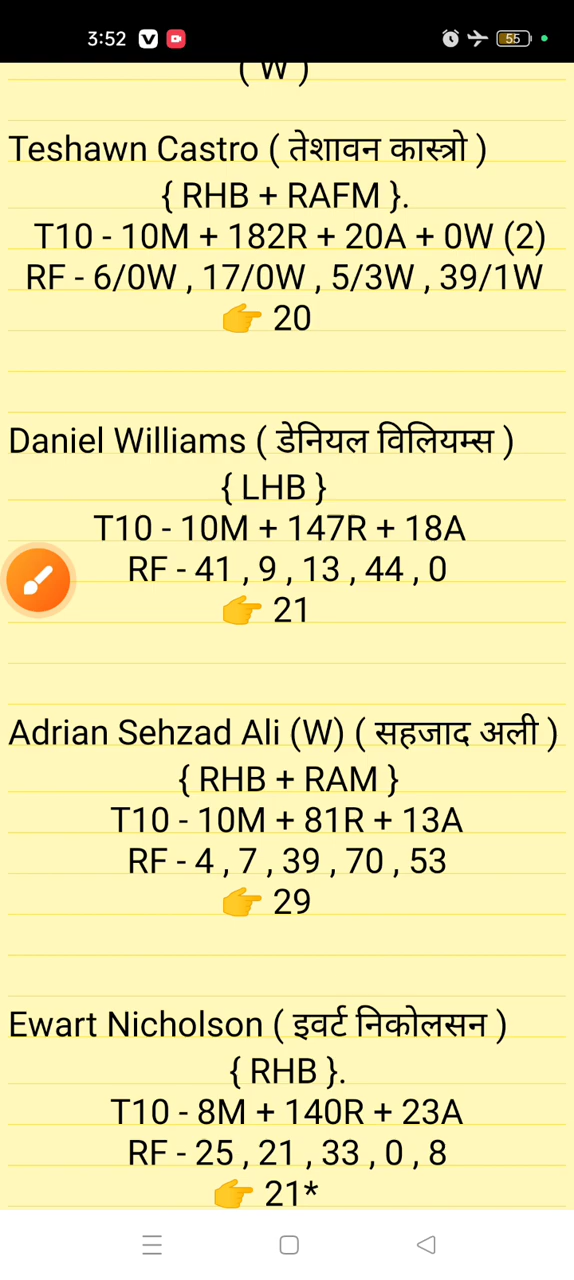 3:52
55
( W )
Teshawn Castro ( तेशावन कास्त्रो )
{ RHB + RAFM }.
T10 - 10M + 182R + 20A + 0W (2)
RF - 6/0W , 17/0W , 5/3W , 39/1W
👉 20
Daniel Williams ( डेनियल विलियम्स )
{ LHB }
T10 - 10M + 147R + 18A
RF - 41 , 9 , 13 , 44 , 0
👉 21
Adrian Sehzad Ali (W) ( सहजाद अली )
{ RHB + RAM }
T10 - 10M + 81R + 13A
RF - 4 , 7 , 39 , 70 , 53
👉 29
Ewart Nicholson ( इवर्ट निकोलसन )
{ RHB }.
T10 - 8M + 140R + 23A
RF - 25 , 21 , 33 , 0 , 8
👉 21*